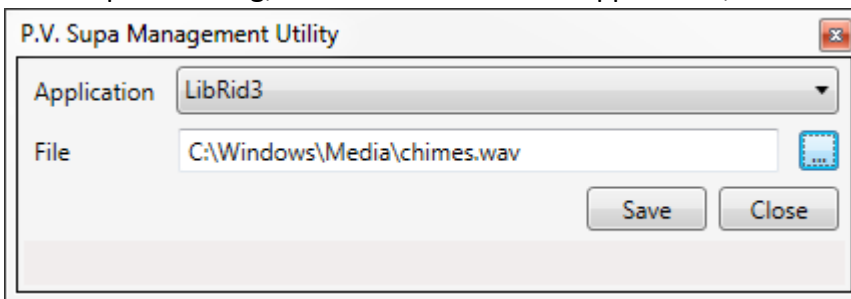 P.V. Supa Management Utility
Application LibRid3
File C:\Windows\Media\chimes.wav
...
Save Close